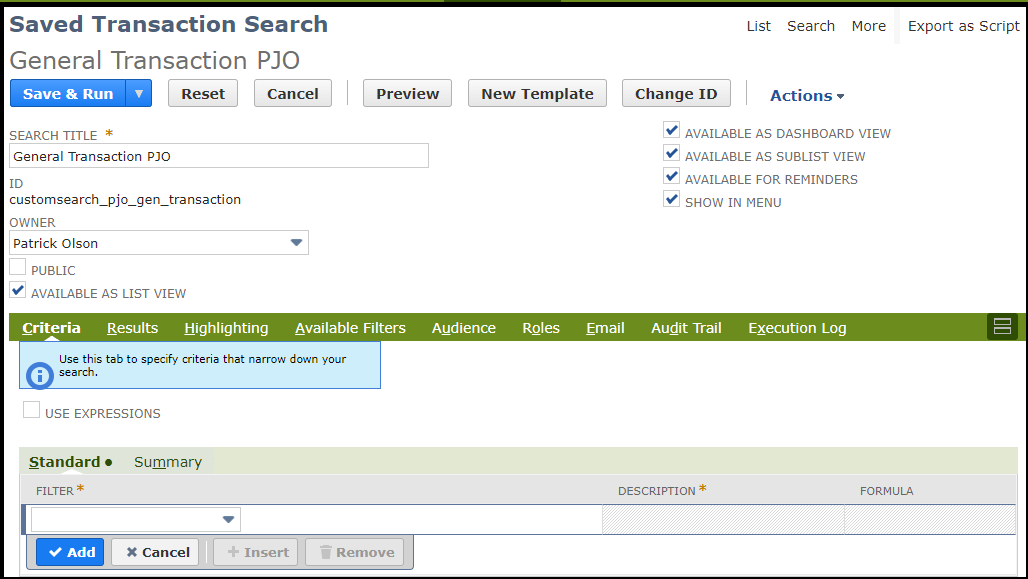 Saved Transaction Search
List Search More Export as Script
General Transaction PJO
Save & Run Reset Cancel Preview New Template Change ID Actions
SEARCH TITLE *
General Transaction PJO
ID
customsearch_pjo_gen_transaction
OWNER
Patrick Olson
PUBLIC
AVAILABLE AS LIST VIEW
AVAILABLE AS DASHBOARD VIEW
AVAILABLE AS SUBLIST VIEW
AVAILABLE FOR REMINDERS
SHOW IN MENU
Criteria Results Highlighting Available Filters Audience Roles Email Audit Trail Execution Log
Use this tab to specify criteria that narrow down your
search.
USE EXPRESSIONS
Standard • Summary
FILTER * DESCRIPTION * FORMULA
Add Cancel Insert Remove